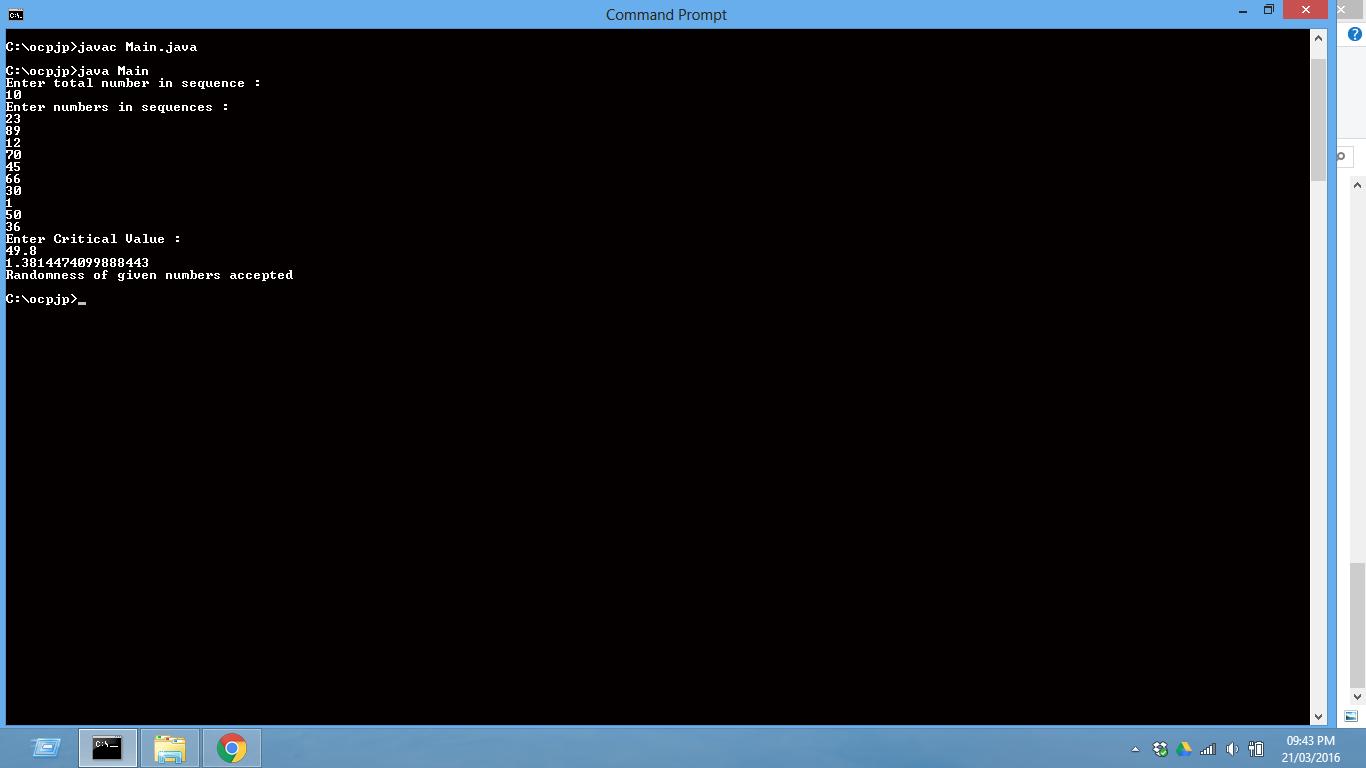 Command Prompt
C:\ocpjp>javac Main.java
C:\ocpjp>java Main
Enter total number in sequence :
10
Enter numbers in sequences :
23
89
12
70
45
66
30
1
50
36
Enter Critical Value :
49.8
1.3814474099888443
Randomness of given numbers accepted
C:\ocpjp>_
09:43 PM
21/03/2016